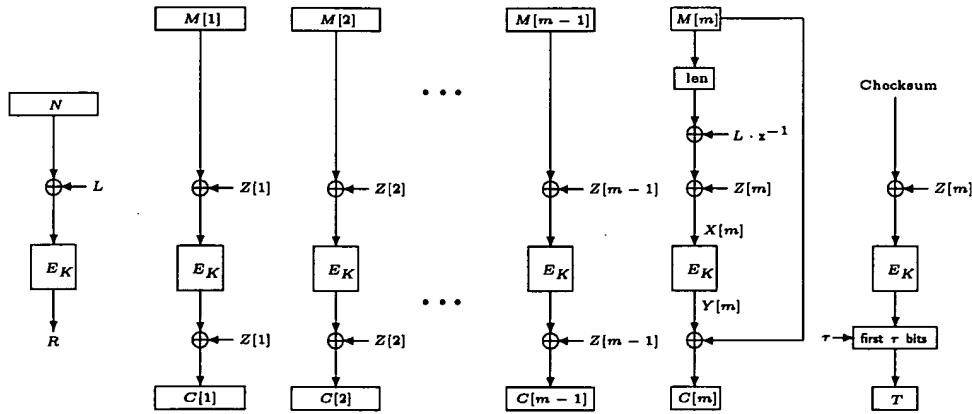 M[1] M[2] M[m − 1] M[m]
len
N Chocksum
L · x⁻¹
L Z[1] Z[2] Z[m − 1] Z[m] Z[m]
X[m]
E_K E_K E_K E_K E_K E_K
Y[m]
R Z[1] Z[2] Z[m − 1] τ first τ bits
C[1] C[2] C[m − 1] C[m] T